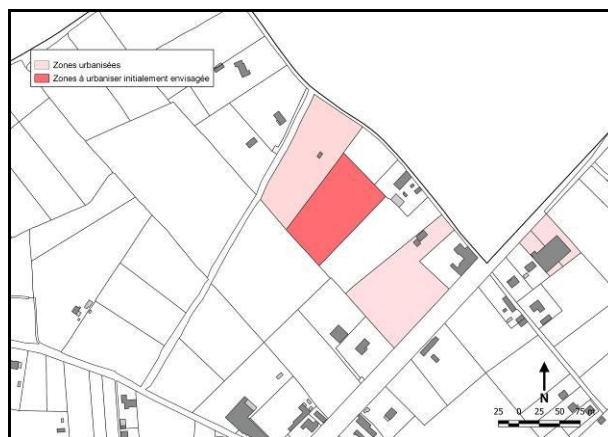 Zones urbanisées
Zones à urbaniser initialement envisagée
N
25 0 25 50 75 m